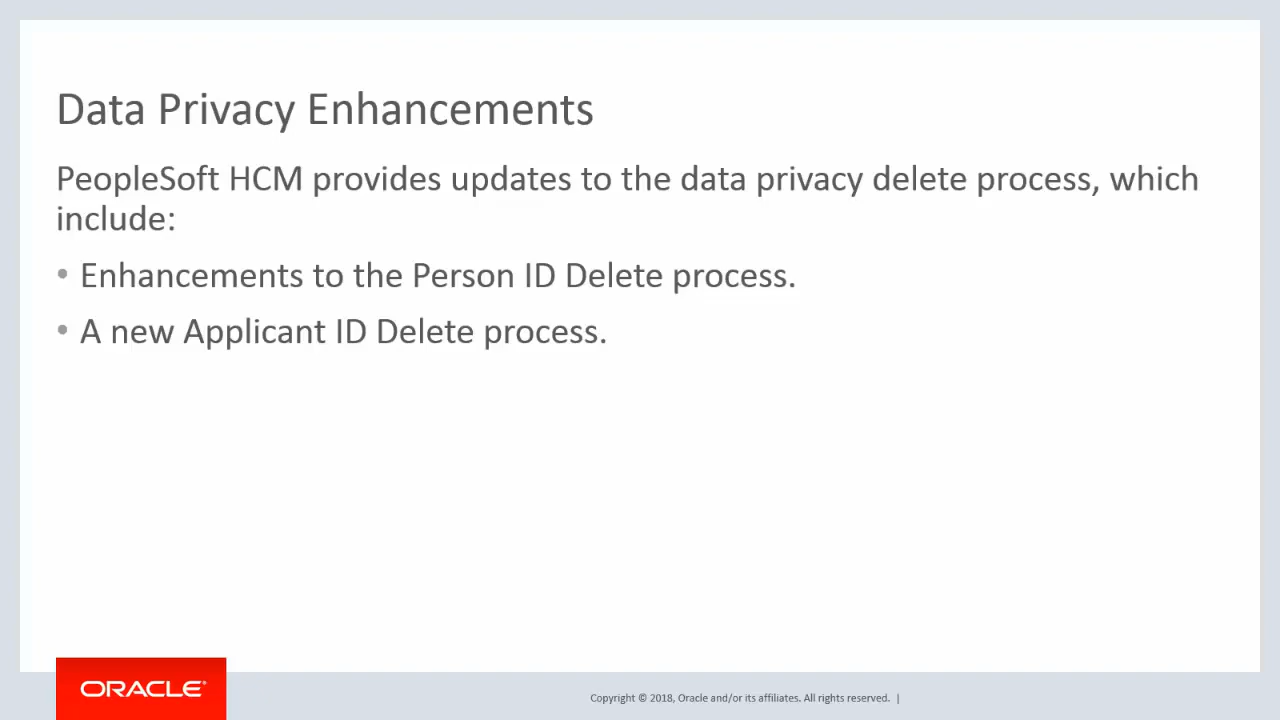 Data Privacy Enhancements
PeopleSoft HCM provides updates to the data privacy delete process, which
include:
• Enhancements to the Person ID Delete process.
• A new Applicant ID Delete process.
ORACLE®
Copyright © 2018, Oracle and/or its affiliates. All rights reserved. |